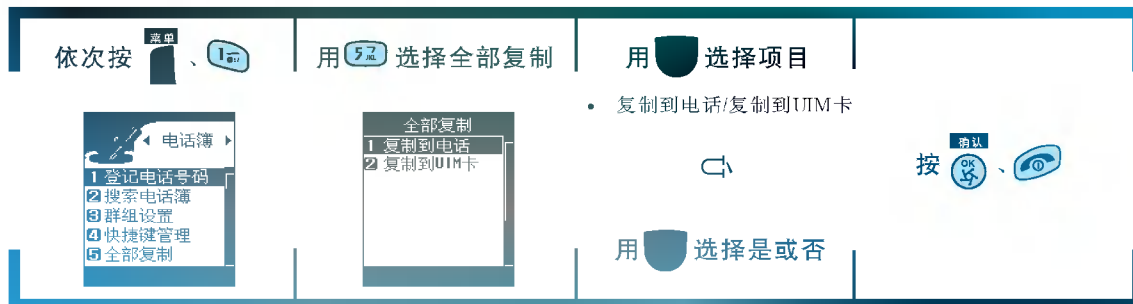 菜单
依次按 、1
电话簿
1 登记电话号码
2 搜索电话簿
3 群组设置
4 快捷键管理
5 全部复制
用 5 JKL 选择全部复制
全部复制
1 复制到电话
2 复制到UIM卡
用 选择项目
• 复制到电话/复制到UIM卡
用 选择是或否
确认
按 OK 、